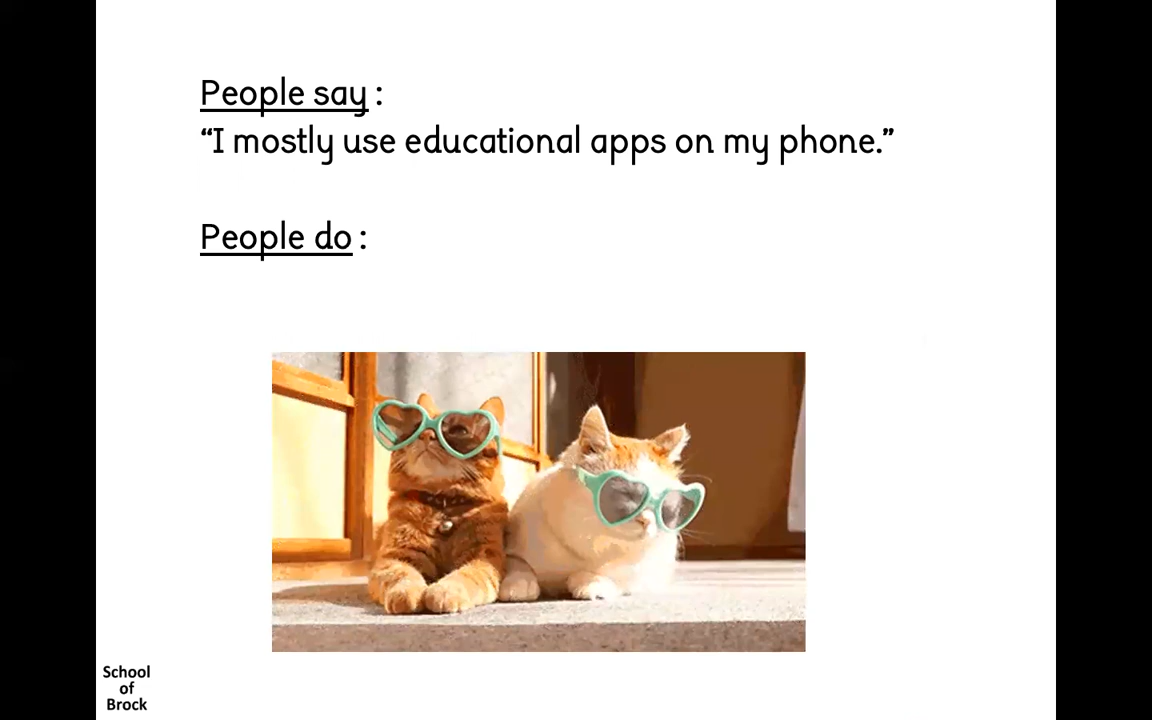 People say :
“I mostly use educational apps on my phone.”
People do :
School
of
Brock